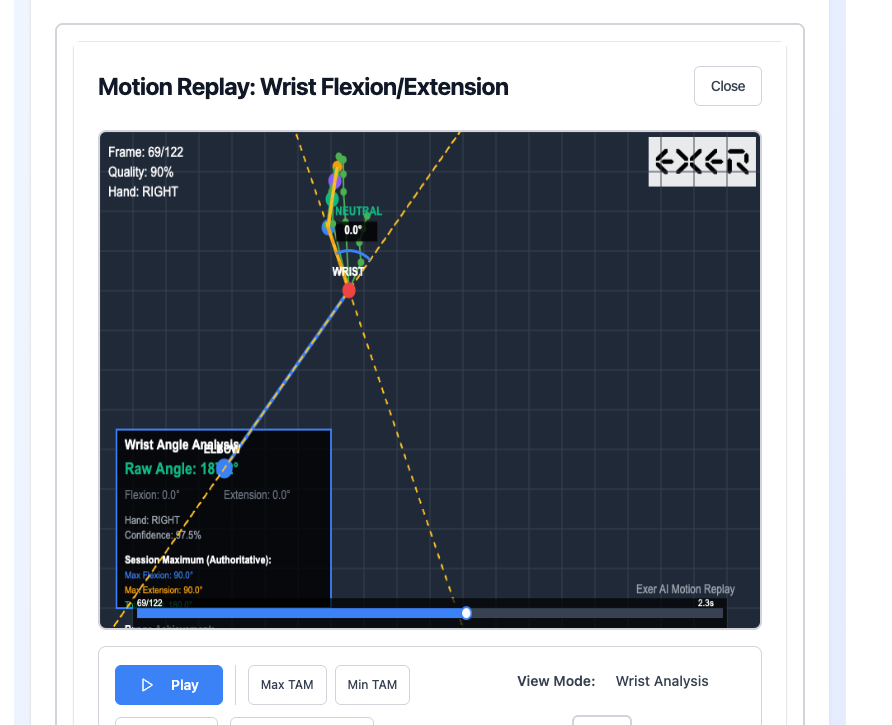 Motion Replay: Wrist Flexion/Extension
Close
Frame: 69/122
Quality: 90%
Hand: RIGHT
EXER
NEUTRAL
0.0°
WRIST
Wrist Angle Analysis
ELBOW
Raw Angle:
Flexion: 0.0°
Extension: 0.0°
Hand: RIGHT
Confidence: 97.5%
Session Maximum (Authoritative):
Max Flexion: 90.0°
Max Extension: 90.0°
Exer AI Motion Replay
69/122
2.3s
Play
Max TAM
Min TAM
View Mode:
Wrist Analysis